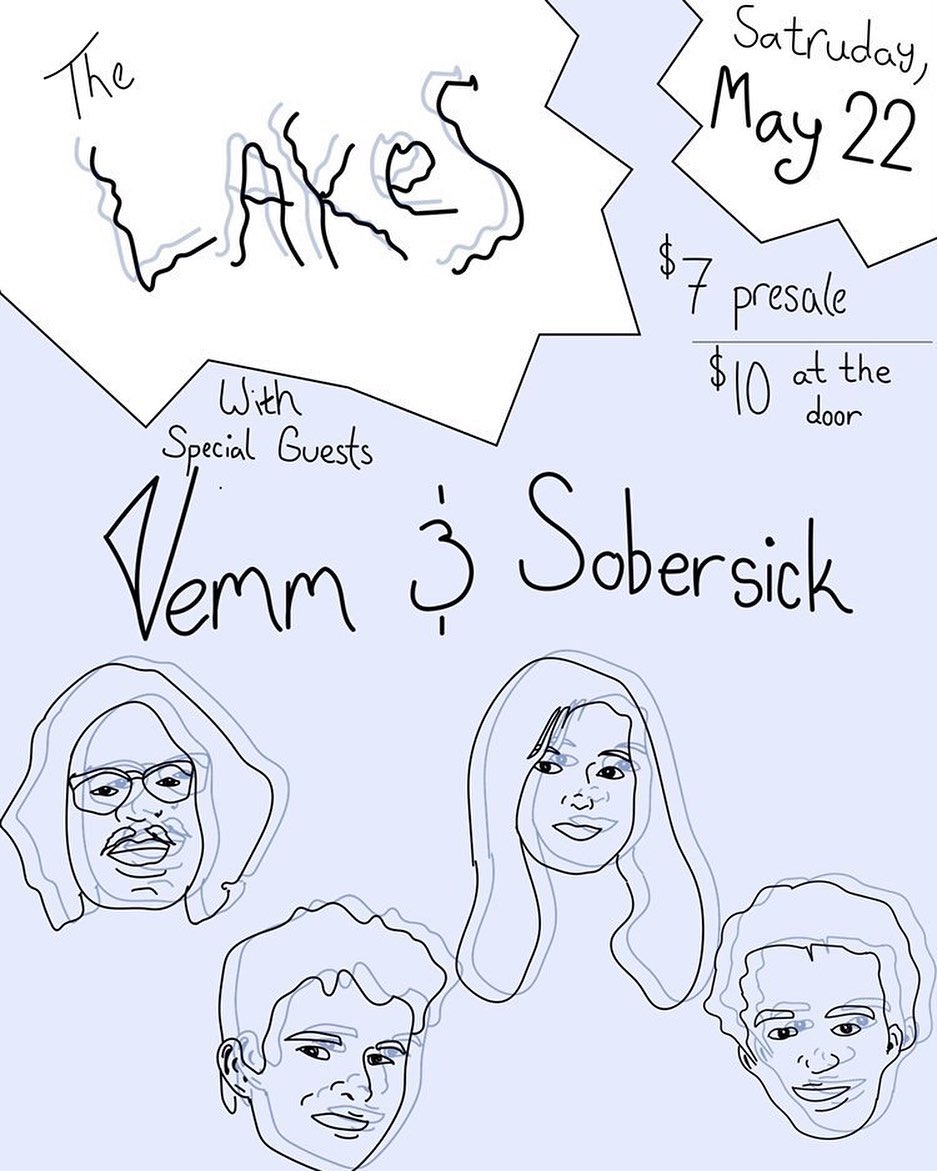 The
LAKeS
Satruday,
May 22
$7 presale
$10 at the
door
With
Special Guests
Vemm & Sobersick